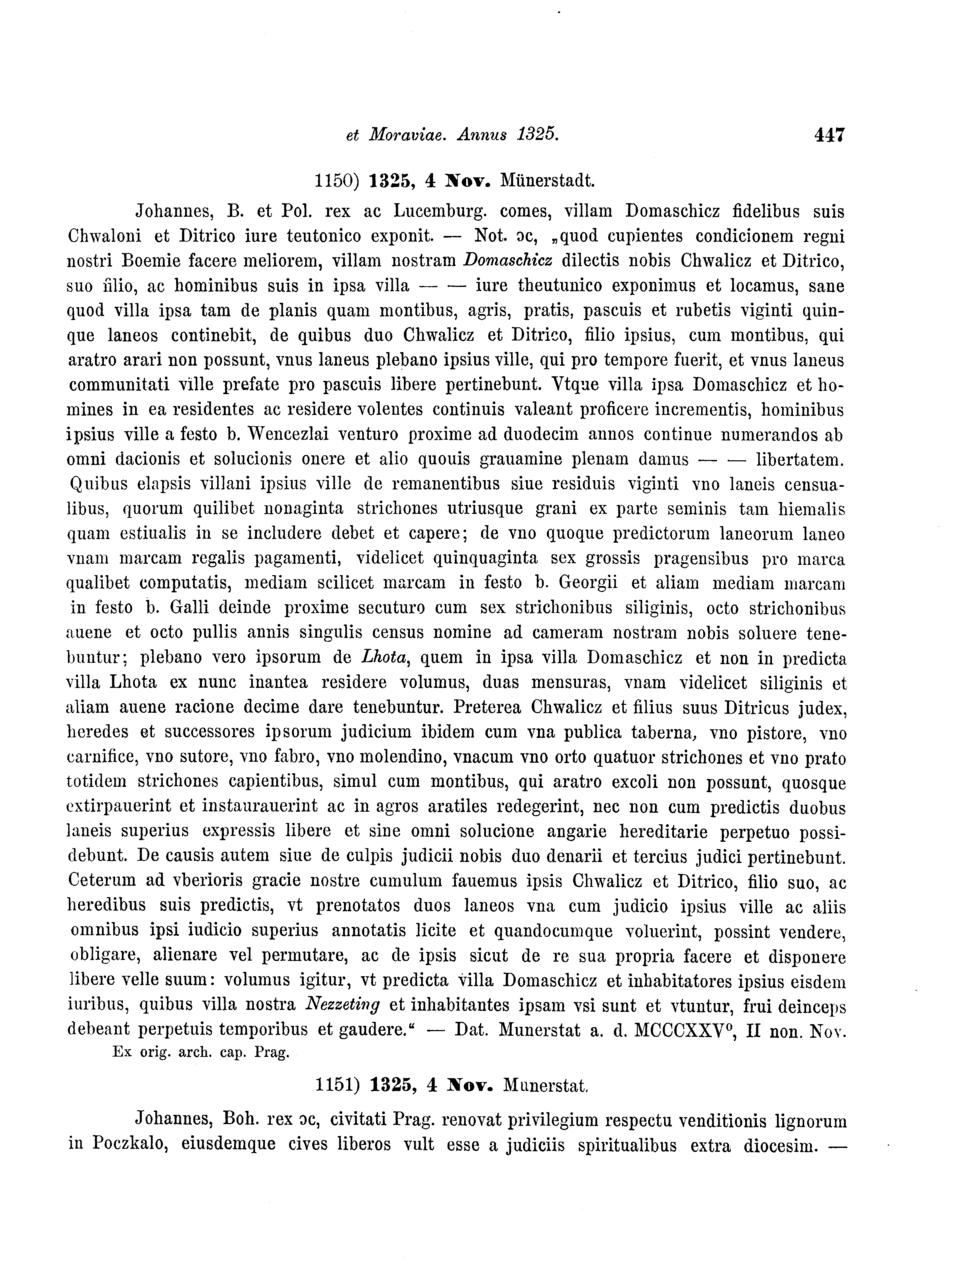 et Moraviae. Annus 1325. 447
1150) 1325, 4 Nov. Münerstadt.
Johannes, B. et Pol. rex ac Lucemburg. comes, villam Domaschicz fidelibus suis
Chwaloni et Ditrico iure teutonico exponit. — Not. ɔc, „quod cupientes condicionem regni
nostri Boemie facere meliorem, villam nostram Domaschicz dilectis nobis Chwalicz et Ditrico,
suo filio, ac hominibus suis in ipsa villa — — iure theutunico exponimus et locamus, sane
quod villa ipsa tam de planis quam montibus, agris, pratis, pascuis et rubetis viginti quin-
que laneos continebit, de quibus duo Chwalicz et Ditrico, filio ipsius, cum montibus, qui
aratro arari non possunt, vnus laneus plebano ipsius ville, qui pro tempore fuerit, et vnus laneus
communitati ville prefate pro pascuis libere pertinebunt. Vtque villa ipsa Domaschicz et ho-
mines in ea residentes ac residere volentes continuis valeant proficere incrementis, hominibus
ipsius ville a festo b. Wencezlai venturo proxime ad duodecim annos continue numerandos ab
omni dacionis et solucionis onere et alio quouis grauamine plenam damus — — libertatem.
Quibus elapsis villani ipsius ville de remanentibus siue residuis viginti vno laneis censua-
libus, quorum quilibet nonaginta strichones utriusque grani ex parte seminis tam hiemalis
quam estiualis in se includere debet et capere; de vno quoque predictorum laneorum laneo
vnam marcam regalis pagamenti, videlicet quinquaginta sex grossis pragensibus pro marca
qualibet computatis, mediam scilicet marcam in festo b. Georgii et aliam mediam marcam
in festo b. Galli deinde proxime secuturo cum sex strichonibus siliginis, octo strichonibus
auene et octo pullis annis singulis census nomine ad cameram nostram nobis soluere tene-
buntur; plebano vero ipsorum de Lhota, quem in ipsa villa Domaschicz et non in predicta
villa Lhota ex nunc inantea residere volumus, duas mensuras, vnam videlicet siliginis et
aliam auene racione decime dare tenebuntur. Preterea Chwalicz et filius suus Ditricus judex,
heredes et successores ipsorum judicium ibidem cum vna publica taberna, vno pistore, vno
carnifice, vno sutore, vno fabro, vno molendino, vnacum vno orto quatuor strichones et vno prato
totidem strichones capientibus, simul cum montibus, qui aratro excoli non possunt, quosque
extirpauerint et instaurauerint ac in agros aratiles redegerint, nec non cum predictis duobus
laneis superius expressis libere et sine omni solucione angarie hereditarie perpetuo possi-
debunt. De causis autem siue de culpis judicii nobis duo denarii et tercius judici pertinebunt.
Ceterum ad vberioris gracie nostre cumulum fauemus ipsis Chwalicz et Ditrico, filio suo, ac
heredibus suis predictis, vt prenotatos duos laneos vna cum judicio ipsius ville ac aliis
omnibus ipsi iudicio superius annotatis licite et quandocumque voluerint, possint vendere,
obligare, alienare vel permutare, ac de ipsis sicut de re sua propria facere et disponere
libere velle suum: volumus igitur, vt predicta villa Domaschicz et inhabitatores ipsius eisdem
iuribus, quibus villa nostra Nezzeting et inhabitantes ipsam vsi sunt et vtuntur, frui deinceps
debeant perpetuis temporibus et gaudere.“ — Dat. Munerstat a. d. MCCCXXV⁰, II non. Nov.
Ex orig. arch. cap. Prag.
1151) 1325, 4 Nov. Munerstat.
Johannes, Boh. rex ɔc, civitati Prag. renovat privilegium respectu venditionis lignorum
in Poczkalo, eiusdemque cives liberos vult esse a judiciis spiritualibus extra diocesim. —